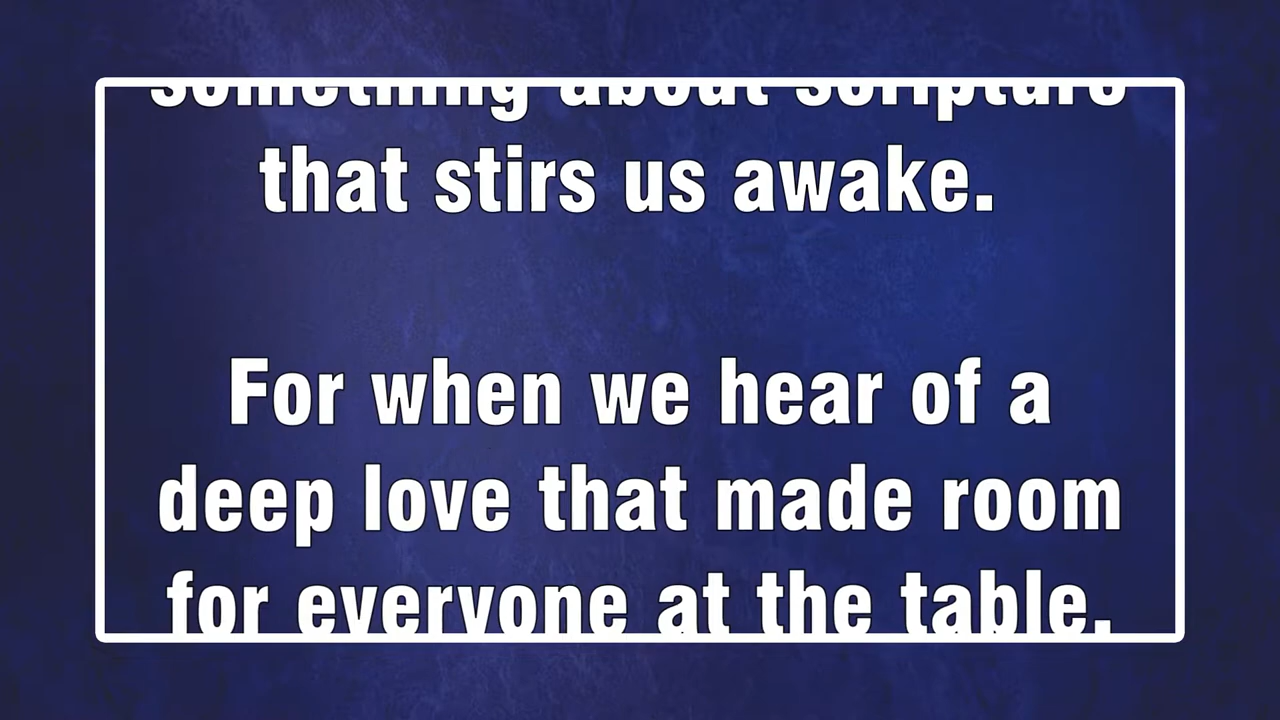 something about scripture
that stirs us awake.
For when we hear of a
deep love that made room
for everyone at the table,